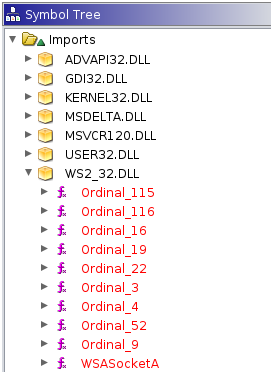 Symbol Tree
Imports
ADVAPI32.DLL
GDI32.DLL
KERNEL32.DLL
MSDELTA.DLL
MSVCR120.DLL
USER32.DLL
WS2_32.DLL
Ordinal_115
Ordinal_116
Ordinal_16
Ordinal_19
Ordinal_22
Ordinal_3
Ordinal_4
Ordinal_52
Ordinal_9
WSASocketA